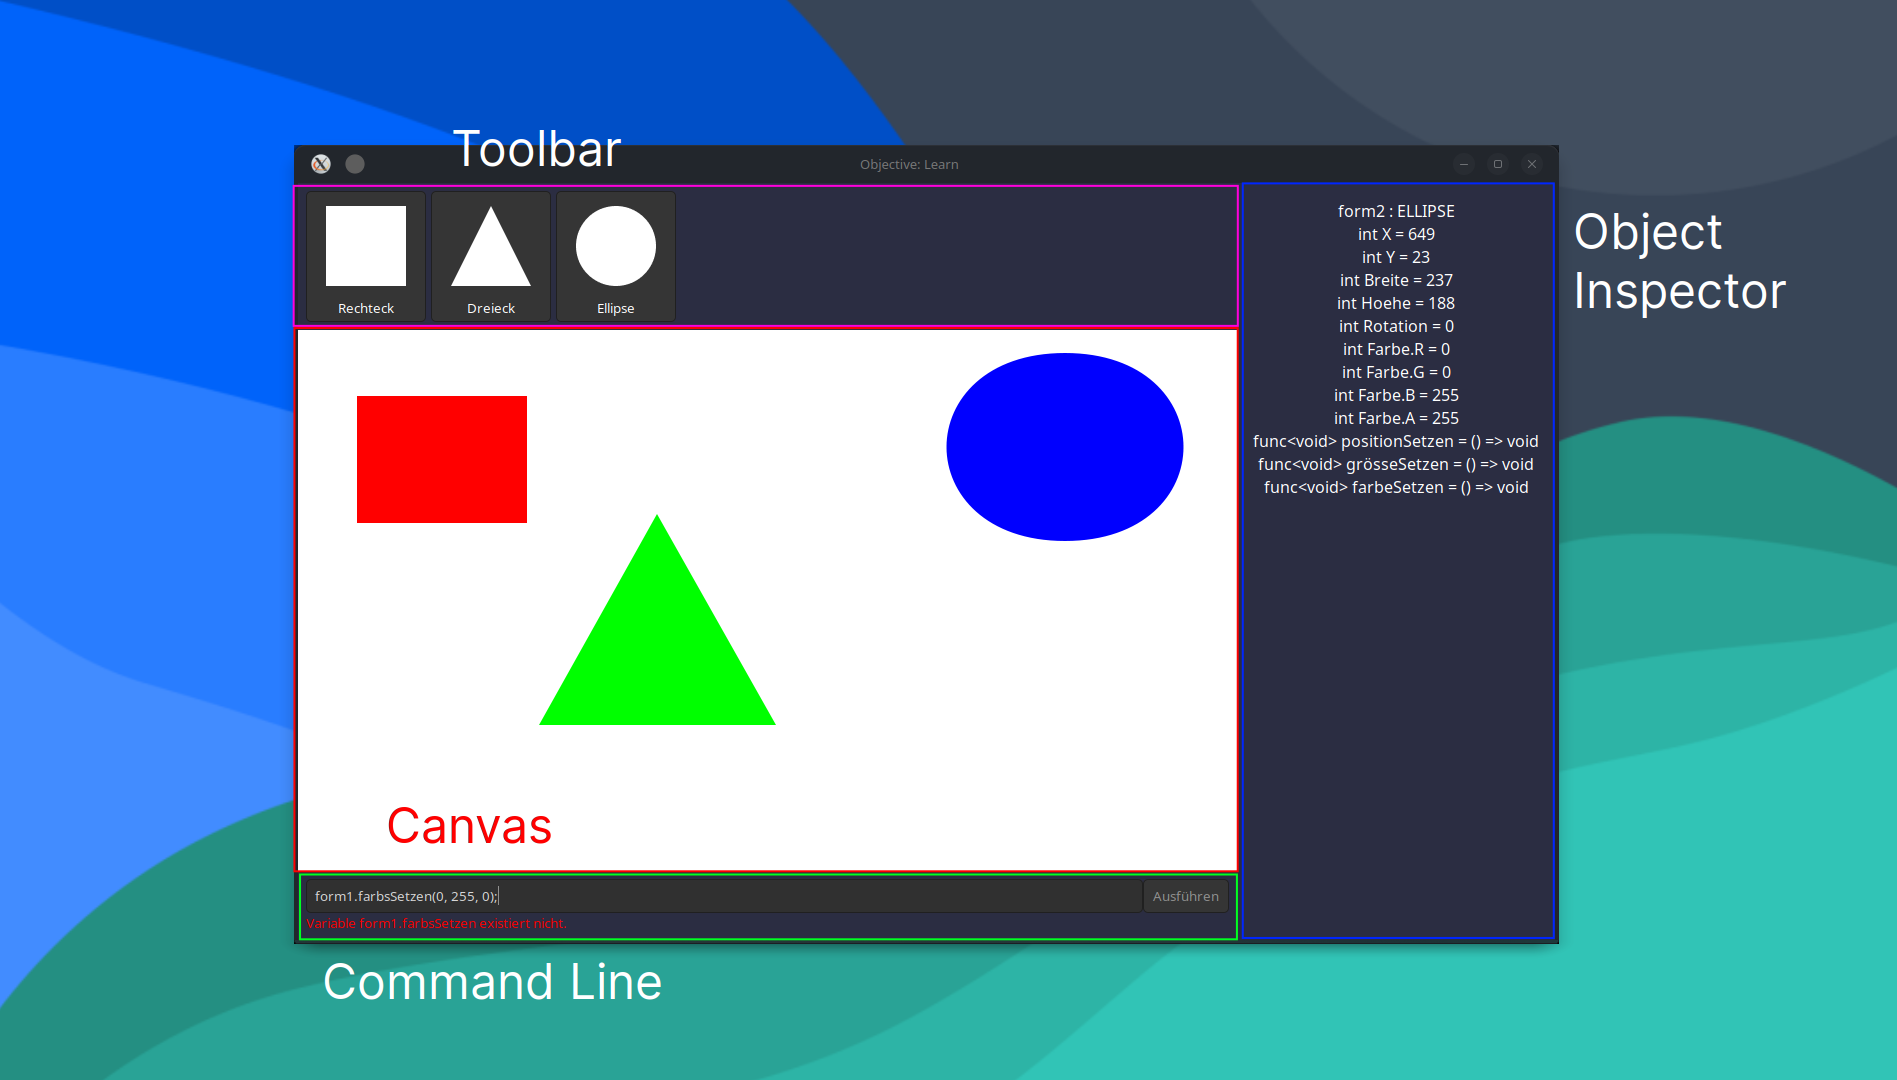 Toolbar
Objective: Learn
Rechteck
Dreieck
Ellipse
form2 : ELLIPSE
int X = 649
int Y = 23
int Breite = 237
int Hoehe = 188
int Rotation = 0
int Farbe.R = 0
int Farbe.G = 0
int Farbe.B = 255
int Farbe.A = 255
func<void> positionSetzen = () => void
func<void> grösseSetzen = () => void
func<void> farbeSetzen = () => void
Object
Inspector
Canvas
form1.farbsSetzen(0, 255, 0);
Ausführen
Variable form1.farbsSetzen existiert nicht.
Command Line